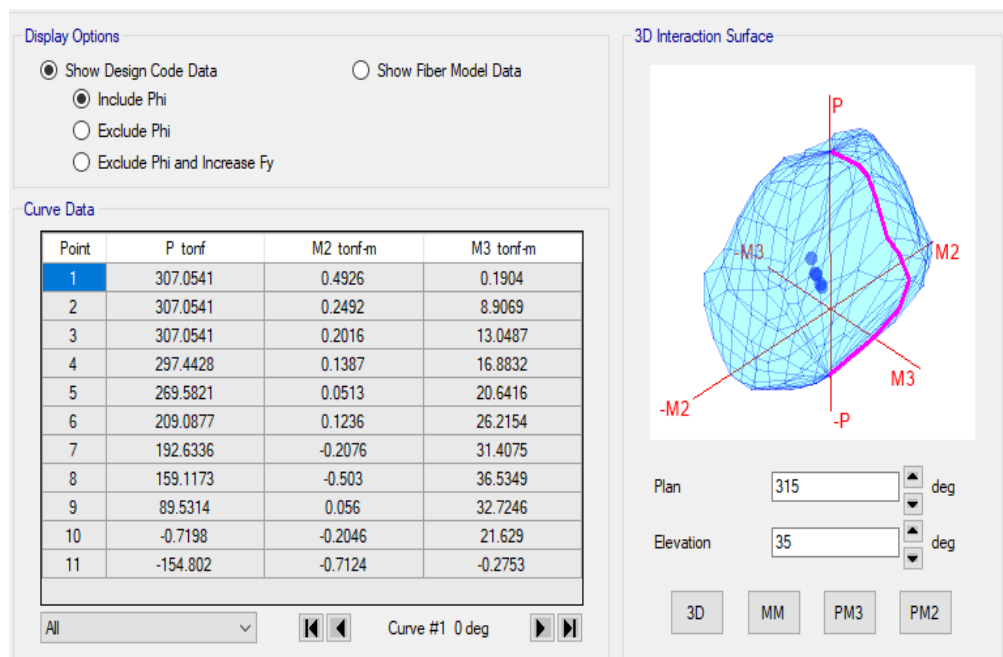 Display Options
Show Design Code Data
Show Fiber Model Data
Include Phi
Exclude Phi
Exclude Phi and Increase Fy
Curve Data
Point P tonf M2 tonf-m M3 tonf-m
1 307.0541 0.4926 0.1904
2 307.0541 0.2492 8.9069
3 307.0541 0.2016 13.0487
4 297.4428 0.1387 16.8832
5 269.5821 0.0513 20.6416
6 209.0877 0.1236 26.2154
7 192.6336 -0.2076 31.4075
8 159.1173 -0.503 36.5349
9 89.5314 0.056 32.7246
10 -0.7198 -0.2046 21.629
11 -154.802 -0.7124 -0.2753
All
Curve #1 0 deg
3D Interaction Surface
P
-M3
M2
M3
-M2
-P
Plan 315 deg
Elevation 35 deg
3D MM PM3 PM2